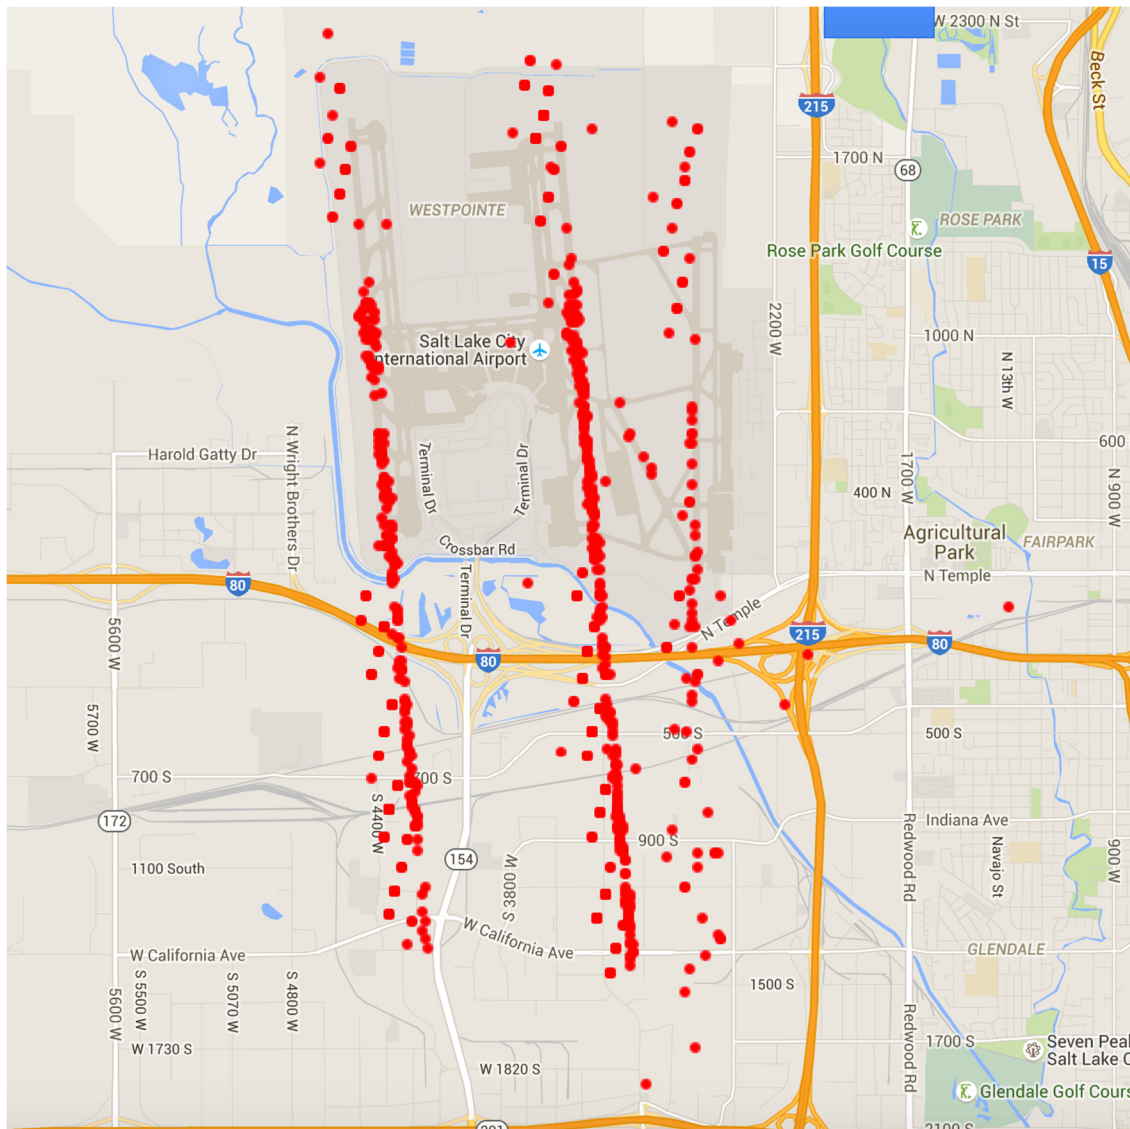 W 2300 N St
Beck St
215
1700 N
68
WESTPOINTE
ROSE PARK
Rose Park Golf Course
15
2200 W
1000 N
Salt Lake City
International Airport
N 13th W
600
Harold Gatty Dr
N Wright Brothers Dr
Terminal Dr
Terminal Dr
1700 W
N 900 W
400 N
Agricultural
Park
FAIRPARK
Crossbar Rd
N Temple
80
Terminal Dr
N Temple
5600 W
215
80
80
5700 W
500 S
500 S
700 S
700 S
S 4400 W
172
Indiana Ave
Redwood Rd
Navajo St
900 W
900 S
154
1100 South
S 3800 W
W California Ave
W California Ave
GLENDALE
5600 W
S 5500 W
S 5070 W
S 4800 W
1500 S
Redwood Rd
W 1730 S
1700 S
Seven Peal
Salt Lake C
W 1820 S
Glendale Golf Cours
201
2100 S